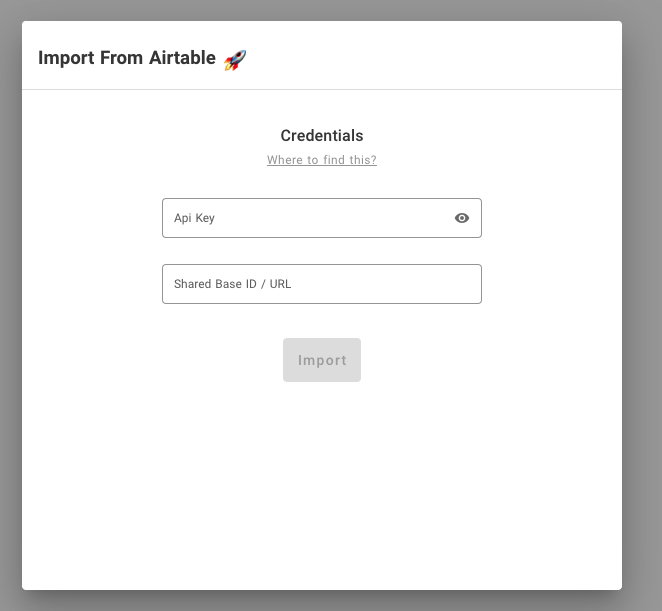 Import From Airtable 🚀
Credentials
Where to find this?
Api Key
Shared Base ID / URL
Import